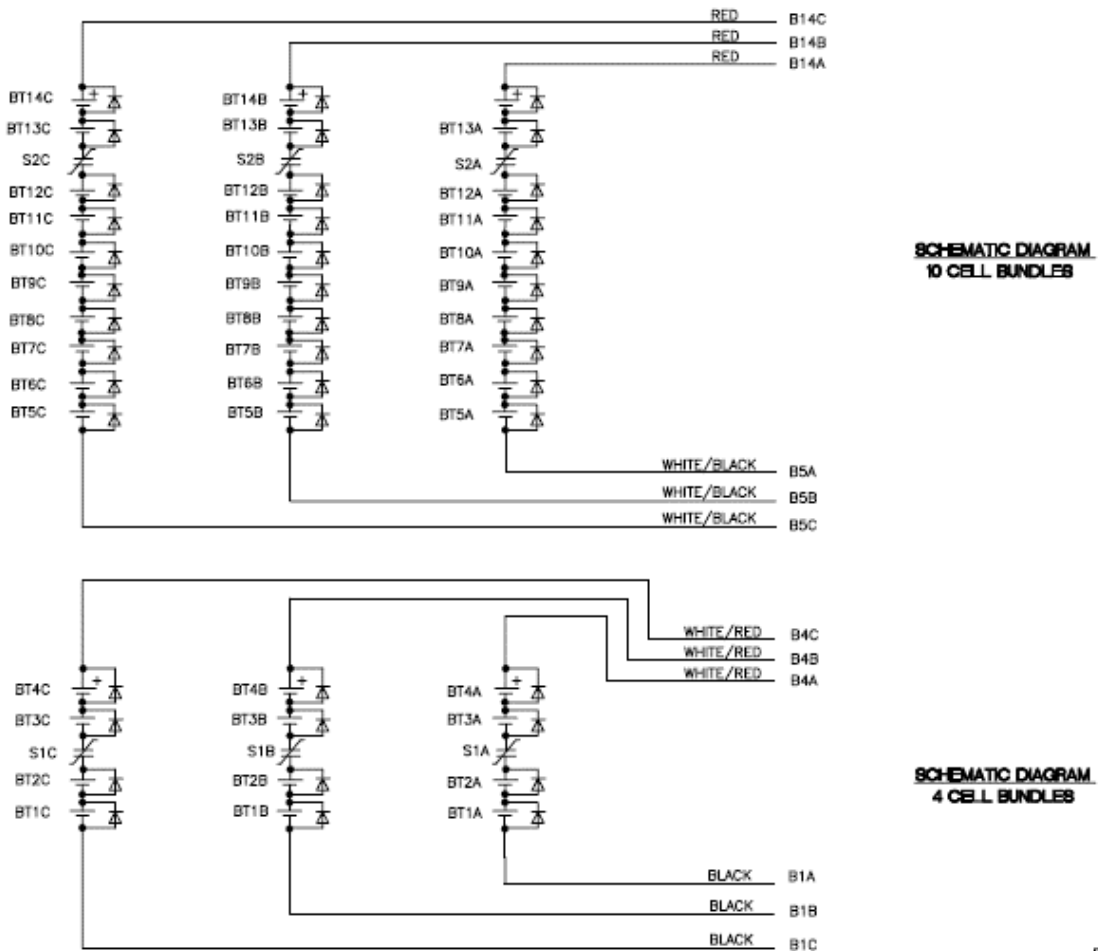 RED B14C
RED B14B
RED B14A
BT14C + BT14B + +
BT13C BT13B BT13A
S2C S2B S2A
BT12C BT12B BT12A
BT11C BT11B BT11A
BT10C BT10B BT10A
SCHEMATIC DIAGRAM
10 CELL BUNDLES
BT9C BT9B BT9A
BT8C BT8B BT8A
BT7C BT7B BT7A
BT6C BT6B BT6A
BT5C BT5B BT5A
WHITE/BLACK B5A
WHITE/BLACK B5B
WHITE/BLACK B5C
WHITE/RED B4C
WHITE/RED B4B
WHITE/RED B4A
BT4C + BT4B + BT4A +
BT3C BT3B BT3A
S1C S1B S1A
BT2C BT2B BT2A
SCHEMATIC DIAGRAM
4 CELL BUNDLES
BT1C BT1B BT1A
BLACK B1A
BLACK B1B
BLACK B1C